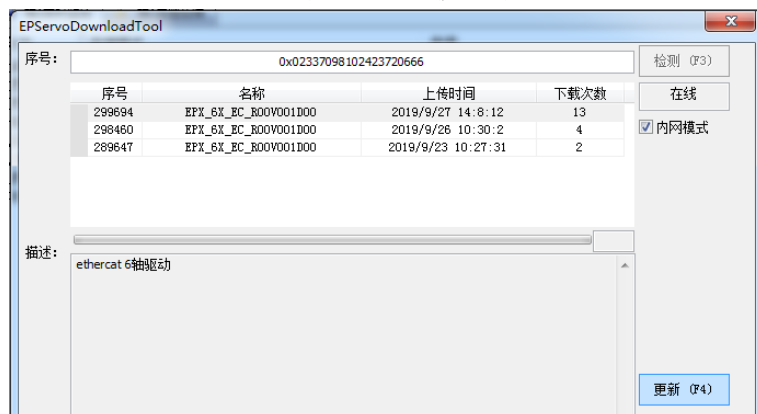 EPServoDownloadTool
序号: 0x02337098102423720666 检测 (F3)
序号 名称 上传时间 下载次数 在线
299694 EPX_6X_EC_R00V001D00 2019/9/27 14:8:12 13
298460 EPX_6X_EC_R00V001D00 2019/9/26 10:30:2 4 内网模式
289647 EPX_6X_EC_R00V001D00 2019/9/23 10:27:31 2
描述:
ethercat 6轴驱动
更新 (F4)